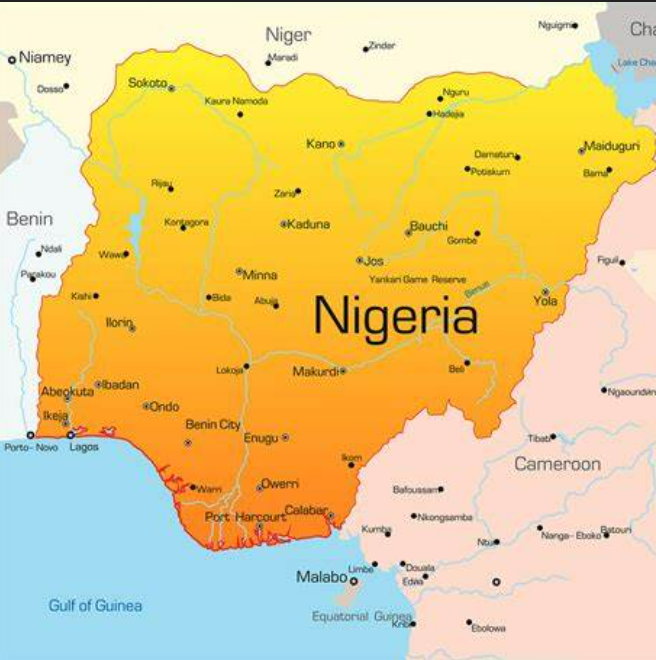 Nguigmi
Niger
Cha
Zinder
Niamey
Maradi
Lake Cha
Dosso
Sokoto
Kaura Namoda
Nguru
Hadejia
Kano
Maiduguri
Damaturu
Potiskum
Bama
Rijau
Zaria
Benin
Kontagora
Kaduna
Bauchi
Gombe
Ndali
Wawa
Jos
Figuil
Parakou
Minna
Yankari Game Reserve
Benue
Kishi
Bida
Abuja
Yola
Nigeria
Ilorin
Lokoja
Makurdi
Beli
Ibadan
Abeokuta
Ngaoundéré
Ondo
Ikeja
Benin City
Enugu
Tibati
Porto-Novo
Lagos
Ikom
Cameroon
Warri
Owerri
Bafoussam
Port Harcourt
Calabar
Nkongsamba
Kumba
Nanga-Eboko
Batouri
Ntui
Limbe
Douala
Malabo
Edéa
Gulf of Guinea
Equatorial Guinea
Kribi
Ebolowa